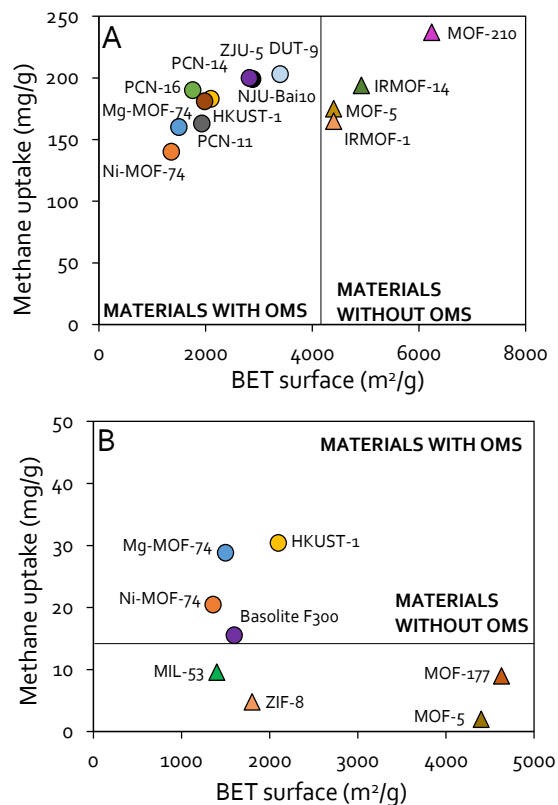 A
300
250
200
150
100
50
0
Methane uptake (mg/g)
ZJU-5 DUT-9
MOF-210
PCN-14
PCN-16
IRMOF-14
NJU-Bai10
Mg-MOF-74
HKUST-1
MOF-5
PCN-11
IRMOF-1
Ni-MOF-74
MATERIALS WITH OMS
MATERIALS
WITHOUT OMS
0 2000 4000 6000 8000
BET surface (m²/g)
B
50
40
30
20
10
0
Methane uptake (mg/g)
MATERIALS WITH OMS
Mg-MOF-74
HKUST-1
Ni-MOF-74
Basolite F300
MATERIALS
WITHOUT OMS
MIL-53
MOF-177
ZIF-8
MOF-5
0 1000 2000 3000 4000 5000
BET surface (m²/g)